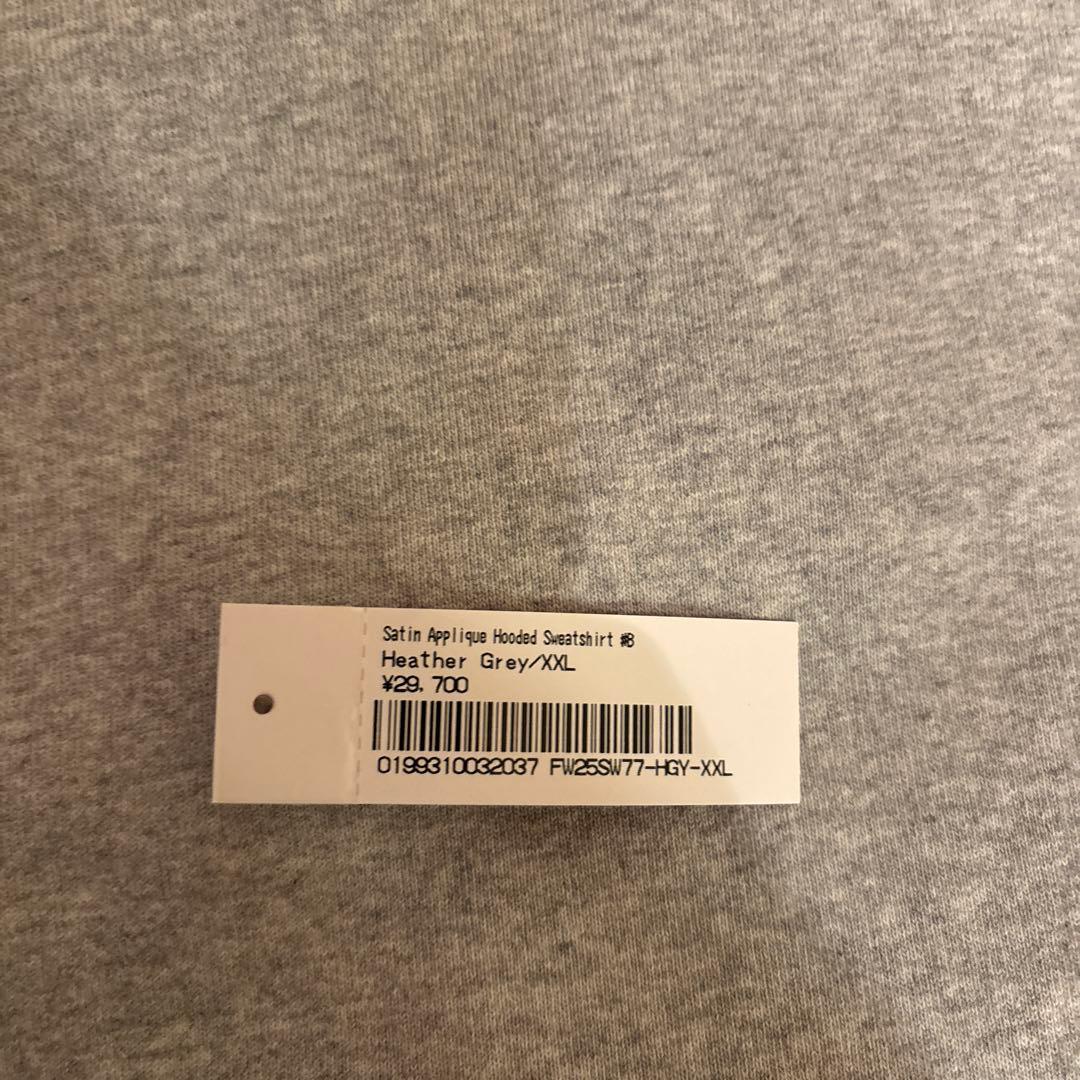 Satin Applique Hooded Sweatshirt #B
Heather Grey/XXL
¥29,700
0199310032037 FW25SW77-HGY-XXL